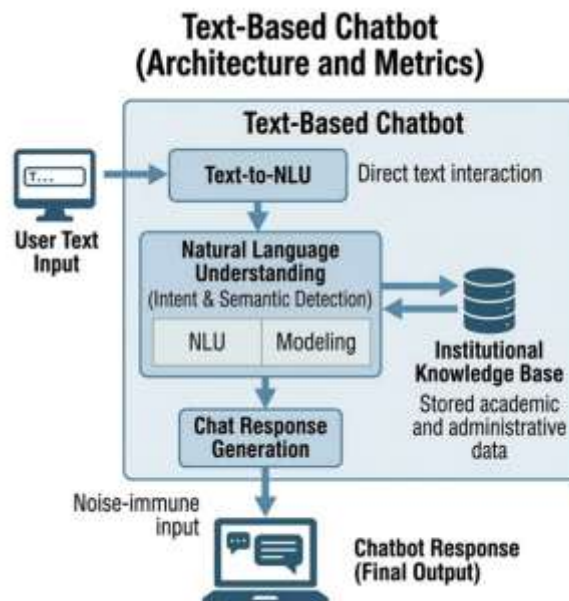 Text-Based Chatbot
(Architecture and Metrics)
Text-Based Chatbot
T...
User Text
Input
Text-to-NLU
Direct text interaction
Natural Language
Understanding
(Intent & Semantic Detection)
NLU
Modeling
Institutional
Knowledge Base
Stored academic
and administrative
data
Chat Response
Generation
Noise-immune
input
Chatbot Response
(Final Output)